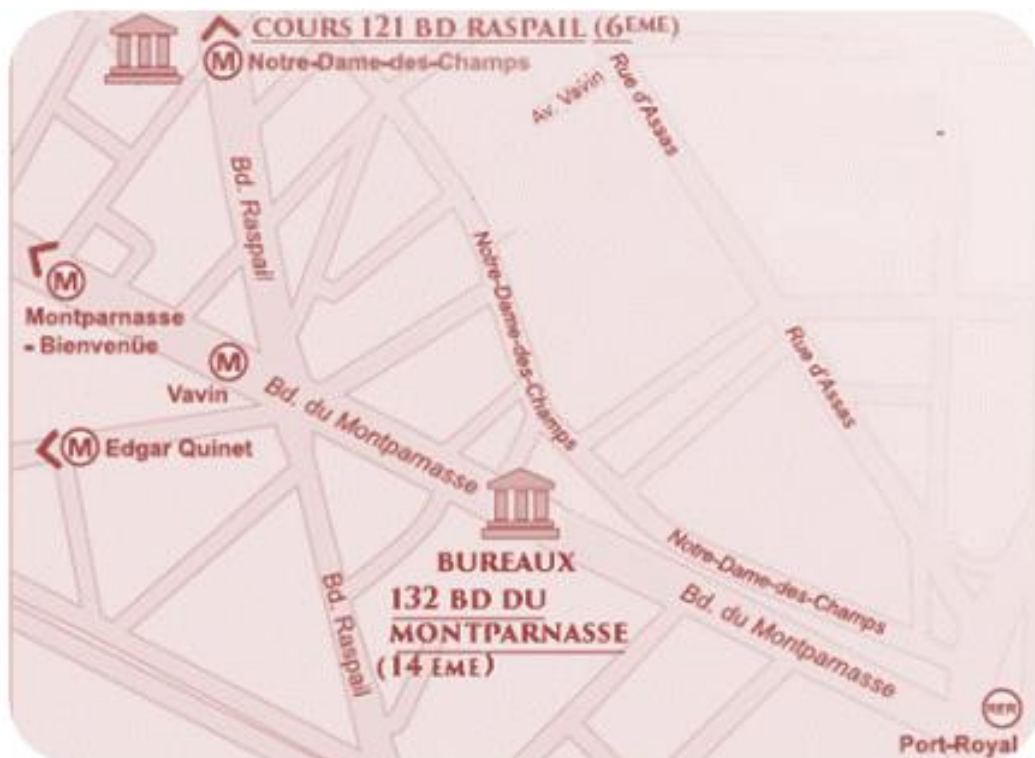 COURS 121 BD RASPAIL (6EME)
M Notre-Dame-des-Champs
Av. Vavin
Rue d'Assas
Bd. Raspail
Notre-Dame-des-Champs
M
Montparnasse
- Bienvenüe
Rue d'Assas
M
Vavin
Bd. du Montparnasse
M Edgar Quinet
BUREAUX
132 BD DU
MONTPARNASSE
(14 EME)
Bd. Raspail
Notre-Dame-des-Champs
Bd. du Montparnasse
RER
Port-Royal